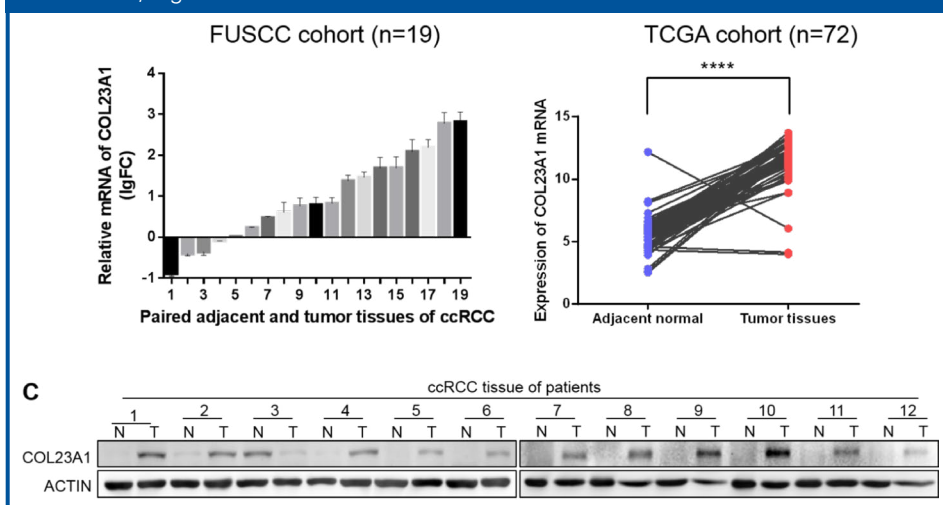 FUSCC cohort (n=19)
Relative mRNA of COL23A1
(lgFC)
4
3
2
1
0
-1
1 3 5 7 9 11 13 15 17 19
Paired adjacent and tumor tissues of ccRCC
TCGA cohort (n=72)
****
Expression of COL23A1 mRNA
15
10
5
0
Adjacent normal Tumor tissues
C
ccRCC tissue of patients
1 2 3 4 5 6 7 8 9 10 11 12
N T N T N T N T N T N T N T N T N T N T N T N T
COL23A1
ACTIN